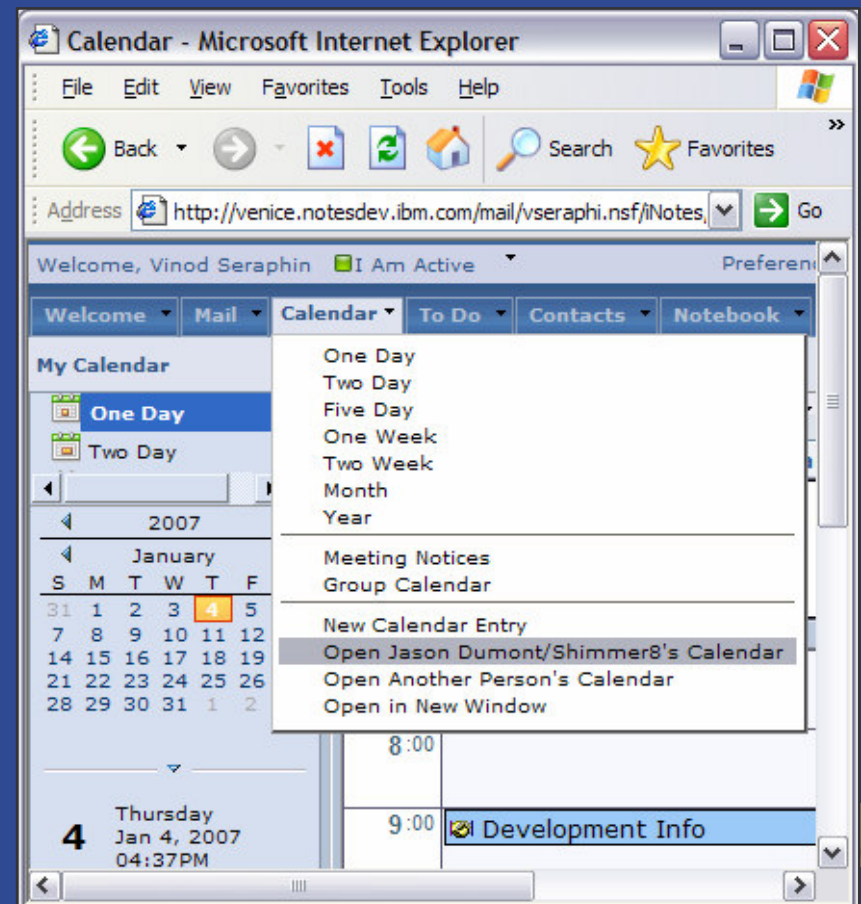 Calendar - Microsoft Internet Explorer
File Edit View Favorites Tools Help
Back Search Favorites »
Address http://venice.notesdev.ibm.com/mail/vseraphi.nsf/iNotes, Go
Welcome, Vinod Seraphin I Am Active Preferen
Welcome Mail Calendar To Do Contacts Notebook
My Calendar
One Day
Two Day
2007
January
S M T W T F
31 1 2 3 4 5
7 8 9 10 11 12
14 15 16 17 18 19
21 22 23 24 25 26
28 29 30 31 1 2
4
Thursday
Jan 4, 2007
04:37PM
One Day
Two Day
Five Day
One Week
Two Week
Month
Year
Meeting Notices
Group Calendar
New Calendar Entry
Open Jason Dumont/Shimmer8's Calendar
Open Another Person's Calendar
Open in New Window
8:00
9:00 Development Info